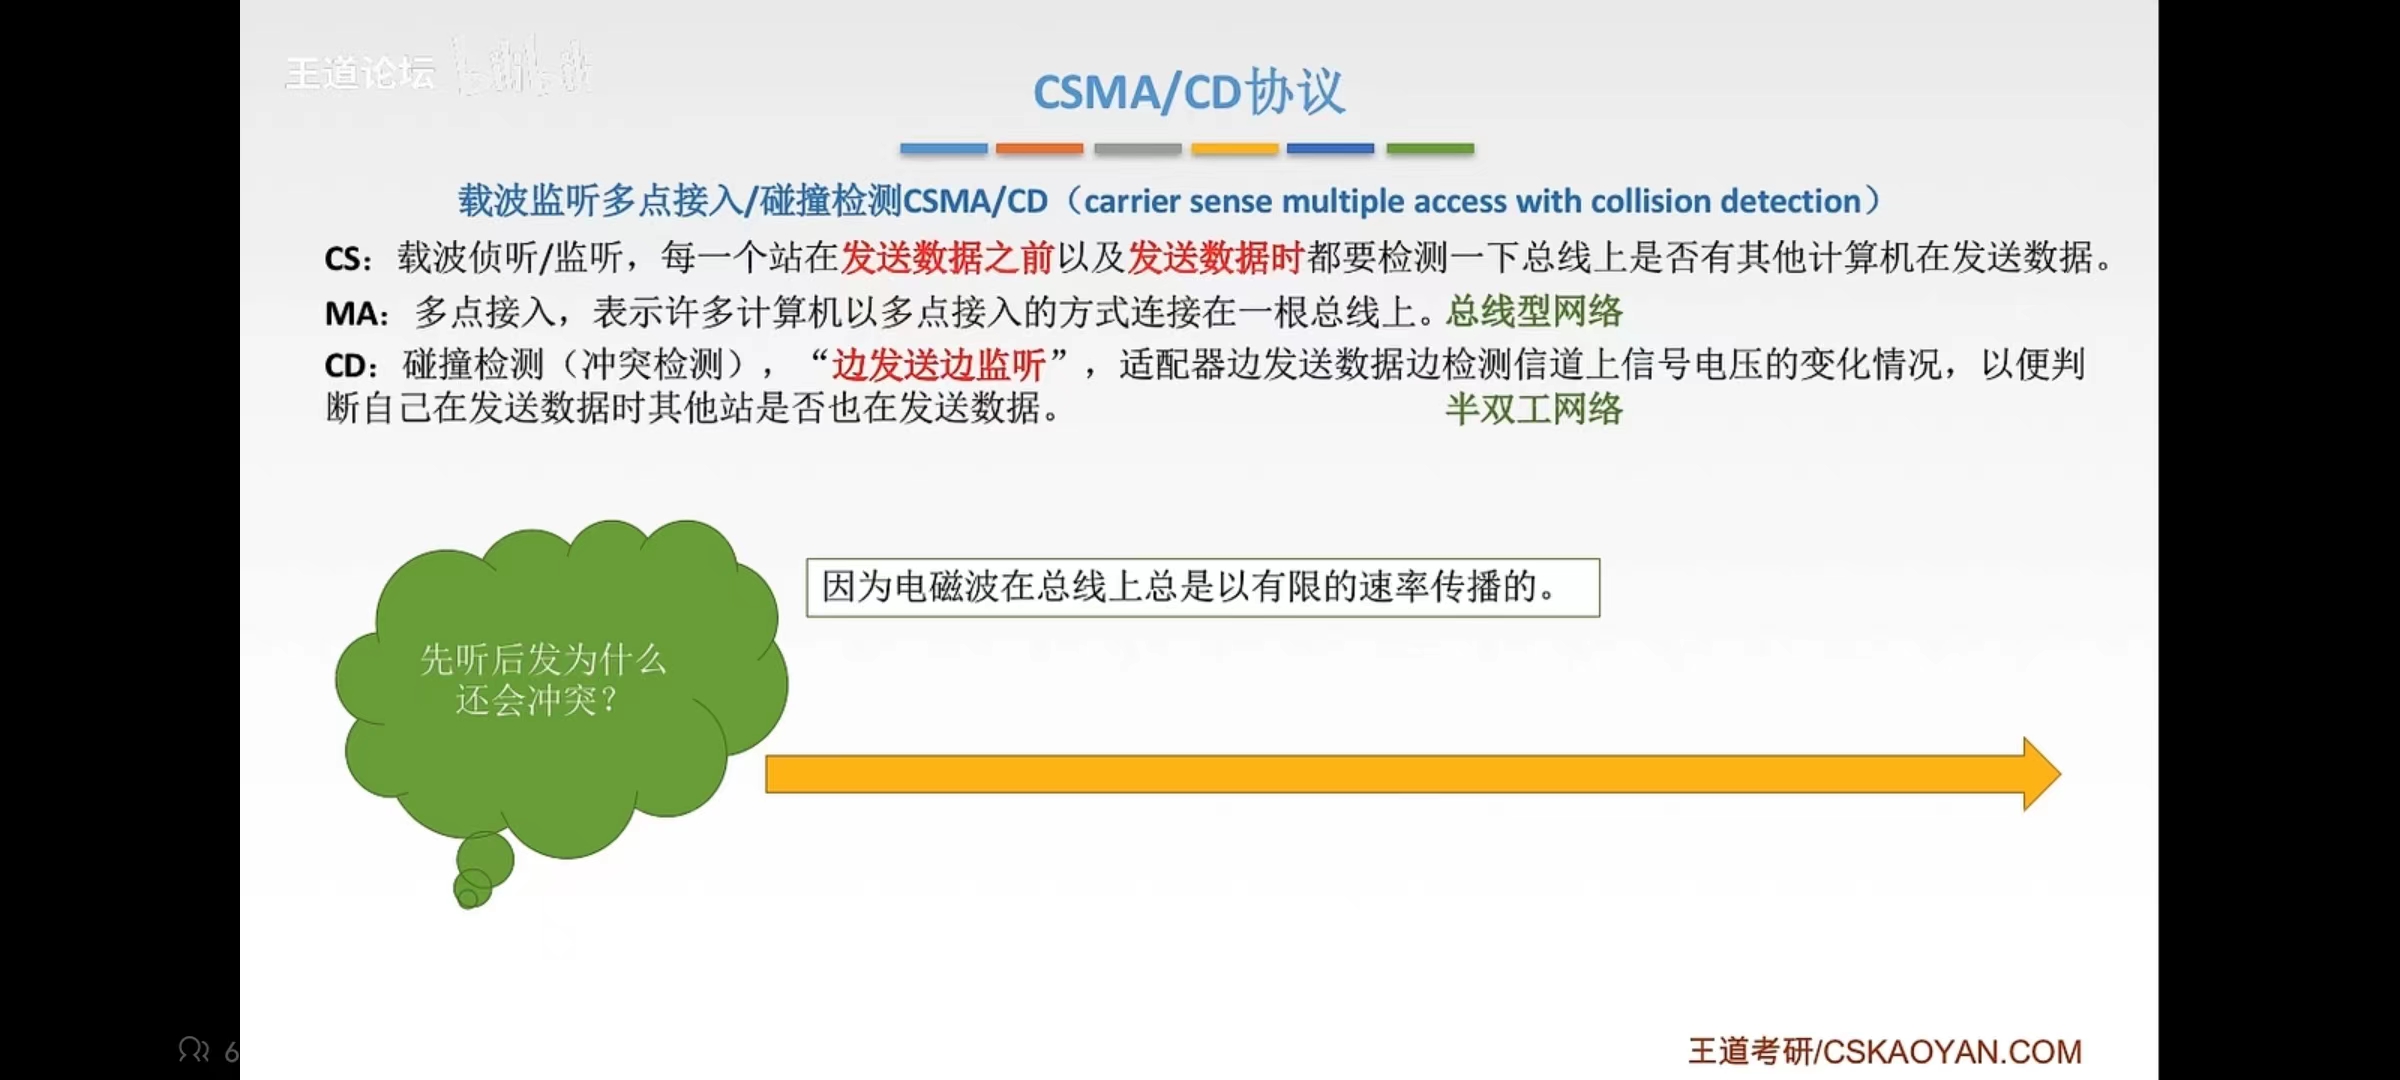 王道论坛 bilibili
CSMA/CD协议
载波监听多点接入/碰撞检测CSMA/CD（carrier sense multiple access with collision detection）
CS：载波侦听/监听，每一个站在发送数据之前以及发送数据时都要检测一下总线上是否有其他计算机在发送数据。
MA：多点接入，表示许多计算机以多点接入的方式连接在一根总线上。总线型网络
CD：碰撞检测（冲突检测），“边发送边监听”，适配器边发送数据边检测信道上信号电压的变化情况，以便判
断自己在发送数据时其他站是否也在发送数据。 半双工网络
因为电磁波在总线上总是以有限的速率传播的。
先听后发为什么
还会冲突？
6
王道考研/CSKAOYAN.COM